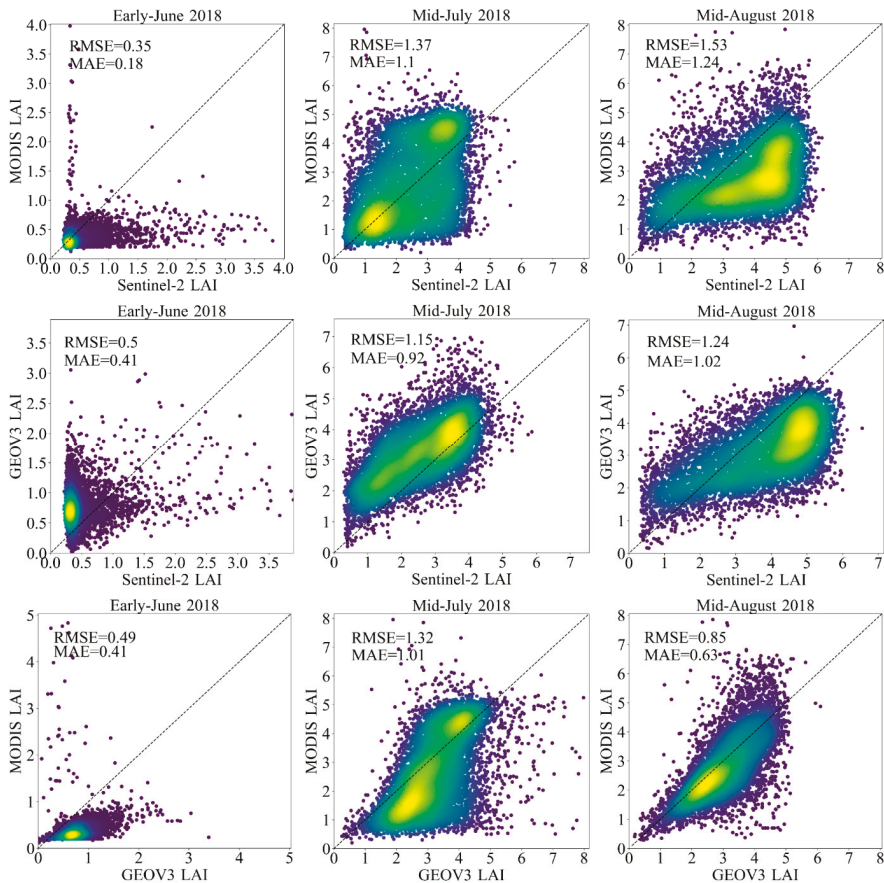 Early-June 2018
RMSE=0.35
MAE=0.18
MODIS LAI
4.0
3.5
3.0
2.5
2.0
1.5
1.0
0.5
0.0
0.0 0.5 1.0 1.5 2.0 2.5 3.0 3.5 4.0
Sentinel-2 LAI
Mid-July 2018
RMSE=1.37
MAE=1.1
MODIS LAI
8
7
6
5
4
3
2
1
0
0 1 2 3 4 5 6 7 8
Sentinel-2 LAI
Mid-August 2018
RMSE=1.53
MAE=1.24
MODIS LAI
8
7
6
5
4
3
2
1
0
0 1 2 3 4 5 6 7 8
Sentinel-2 LAI
Early-June 2018
RMSE=0.5
MAE=0.41
GEOV3 LAI
3.5
3.0
2.5
2.0
1.5
1.0
0.5
0.0
0.0 0.5 1.0 1.5 2.0 2.5 3.0 3.5
Sentinel-2 LAI
Mid-July 2018
RMSE=1.15
MAE=0.92
GEOV3 LAI
7
6
5
4
3
2
1
0
0 1 2 3 4 5 6 7
Sentinel-2 LAI
Mid-August 2018
RMSE=1.24
MAE=1.02
GEOV3 LAI
7
6
5
4
3
2
1
0
0 1 2 3 4 5 6 7
Sentinel-2 LAI
Early-June 2018
RMSE=0.49
MAE=0.41
MODIS LAI
5
4
3
2
1
0
0 1 2 3 4 5
GEOV3 LAI
Mid-July 2018
RMSE=1.32
MAE=1.01
MODIS LAI
8
7
6
5
4
3
2
1
0
0 1 2 3 4 5 6 7 8
GEOV3 LAI
Mid-August 2018
RMSE=0.85
MAE=0.63
MODIS LAI
8
7
6
5
4
3
2
1
0
0 1 2 3 4 5 6 7 8
GEOV3 LAI